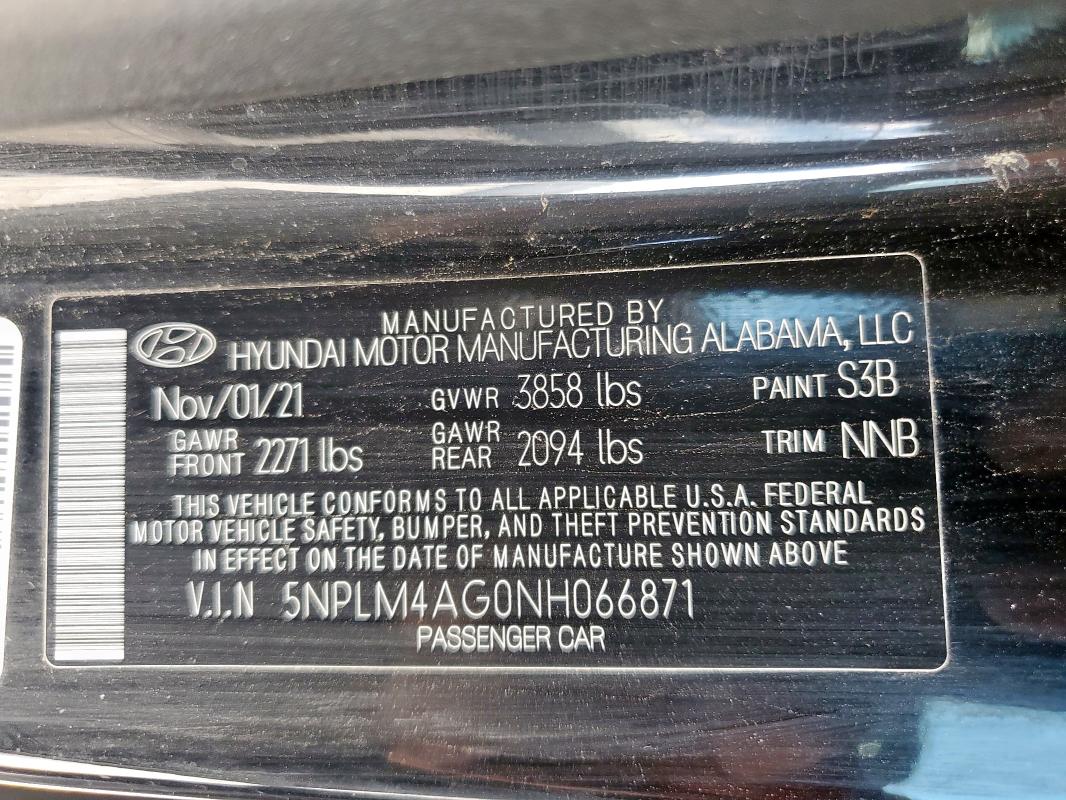 MANUFACTURED BY
HYUNDAI MOTOR MANUFACTURING ALABAMA, LLC
Nov/01/21 GVWR 3858 lbs PAINT S3B
GAWR FRONT 2271 lbs GAWR REAR 2094 lbs TRIM NNB
THIS VEHICLE CONFORMS TO ALL APPLICABLE U.S.A. FEDERAL
MOTOR VEHICLE SAFETY, BUMPER, AND THEFT PREVENTION STANDARDS
IN EFFECT ON THE DATE OF MANUFACTURE SHOWN ABOVE
V.I.N 5NPLM4AG0NH066871
PASSENGER CAR